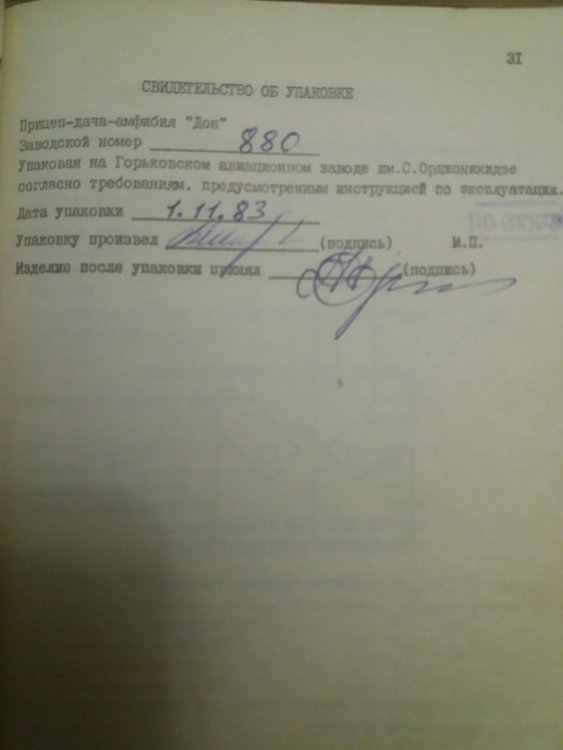 31
СВИДЕТЕЛЬСТВО ОБ УПАКОВКЕ
Прицеп-дача-амфибия "Дон"
Заводской номер 880
Упакован на Горьковском авиационном заводе им.С.Орджоникидзе
согласно требованиям, предусмотренным инструкцией по эксплуатации.
Дата упаковки 1.11.83
Упаковку произвел (подпись) М.П.
Изделие после упаковки принял (подпись)